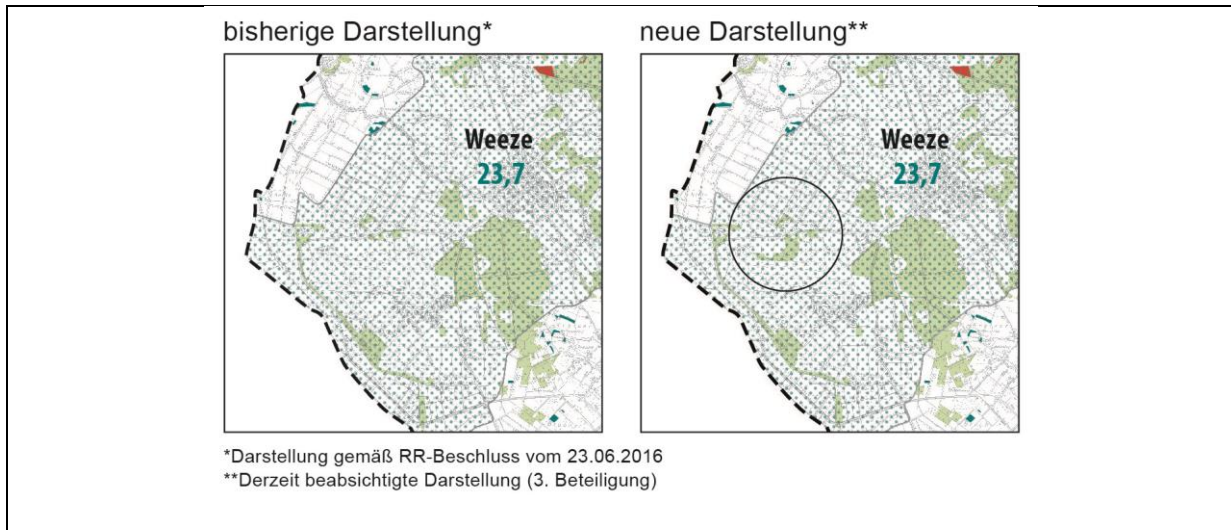 bisherige Darstellung*
neue Darstellung**
Weeze
23,7
Weeze
23,7
*Darstellung gemäß RR-Beschluss vom 23.06.2016
**Derzeit beabsichtigte Darstellung (3. Beteiligung)